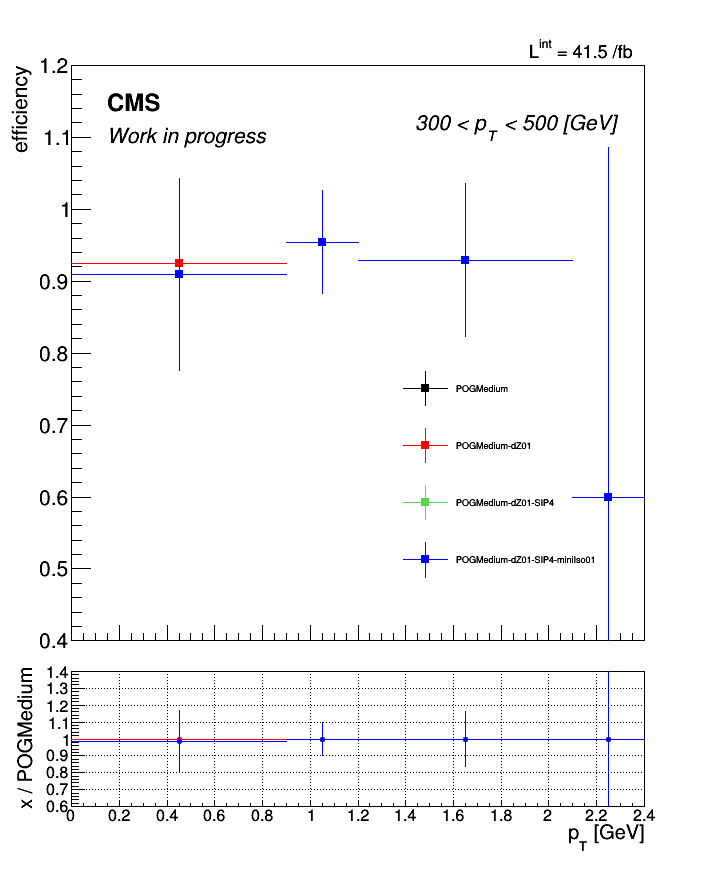 L^int = 41.5 /fb
efficiency
CMS
Work in progress
300 < p_T < 500 [GeV]
1.2
1.1
1
0.9
0.8
0.7
0.6
0.5
0.4
POGMedium
POGMedium-dZ01
POGMedium-dZ01-SIP4
POGMedium-dZ01-SIP4-miniIso01
x / POGMedium
1.4
1.3
1.2
1.1
1
0.9
0.8
0.7
0.6
0 0.2 0.4 0.6 0.8 1 1.2 1.4 1.6 1.8 2 2.2 2.4
p_T [GeV]